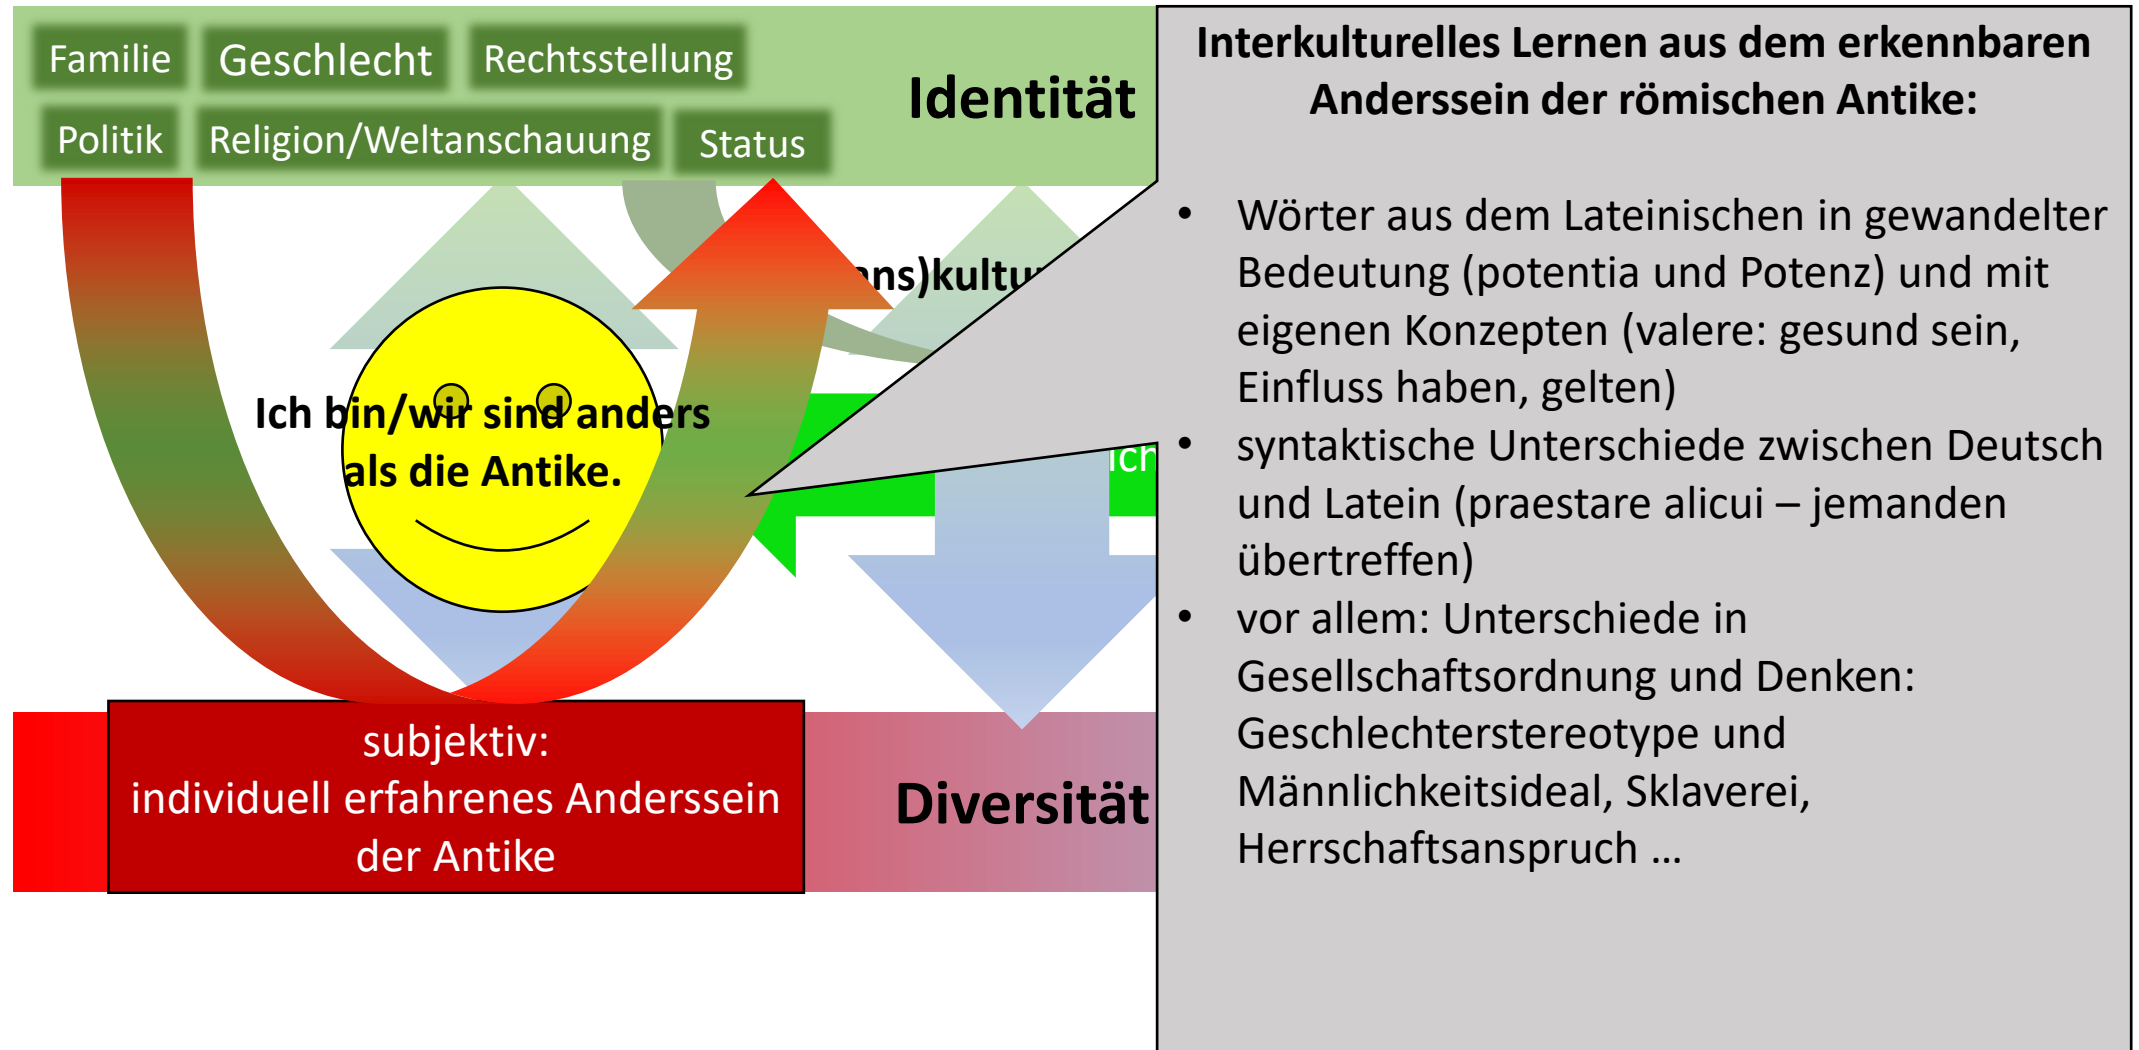 Familie Geschlecht Rechtsstellung
Politik Religion/Weltanschauung Status
Identität
Ich bin/wir sind anders
als die Antike.
subjektiv:
individuell erfahrenes Anderssein
der Antike
Diversität
Interkulturelles Lernen aus dem erkennbaren
Anderssein der römischen Antike:
• Wörter aus dem Lateinischen in gewandelter
Bedeutung (potentia und Potenz) und mit
eigenen Konzepten (valere: gesund sein,
Einfluss haben, gelten)
• syntaktische Unterschiede zwischen Deutsch
und Latein (praestare alicui – jemanden
übertreffen)
• vor allem: Unterschiede in
Gesellschaftsordnung und Denken:
Geschlechterstereotype und
Männlichkeitsideal, Sklaverei,
Herrschaftsanspruch …